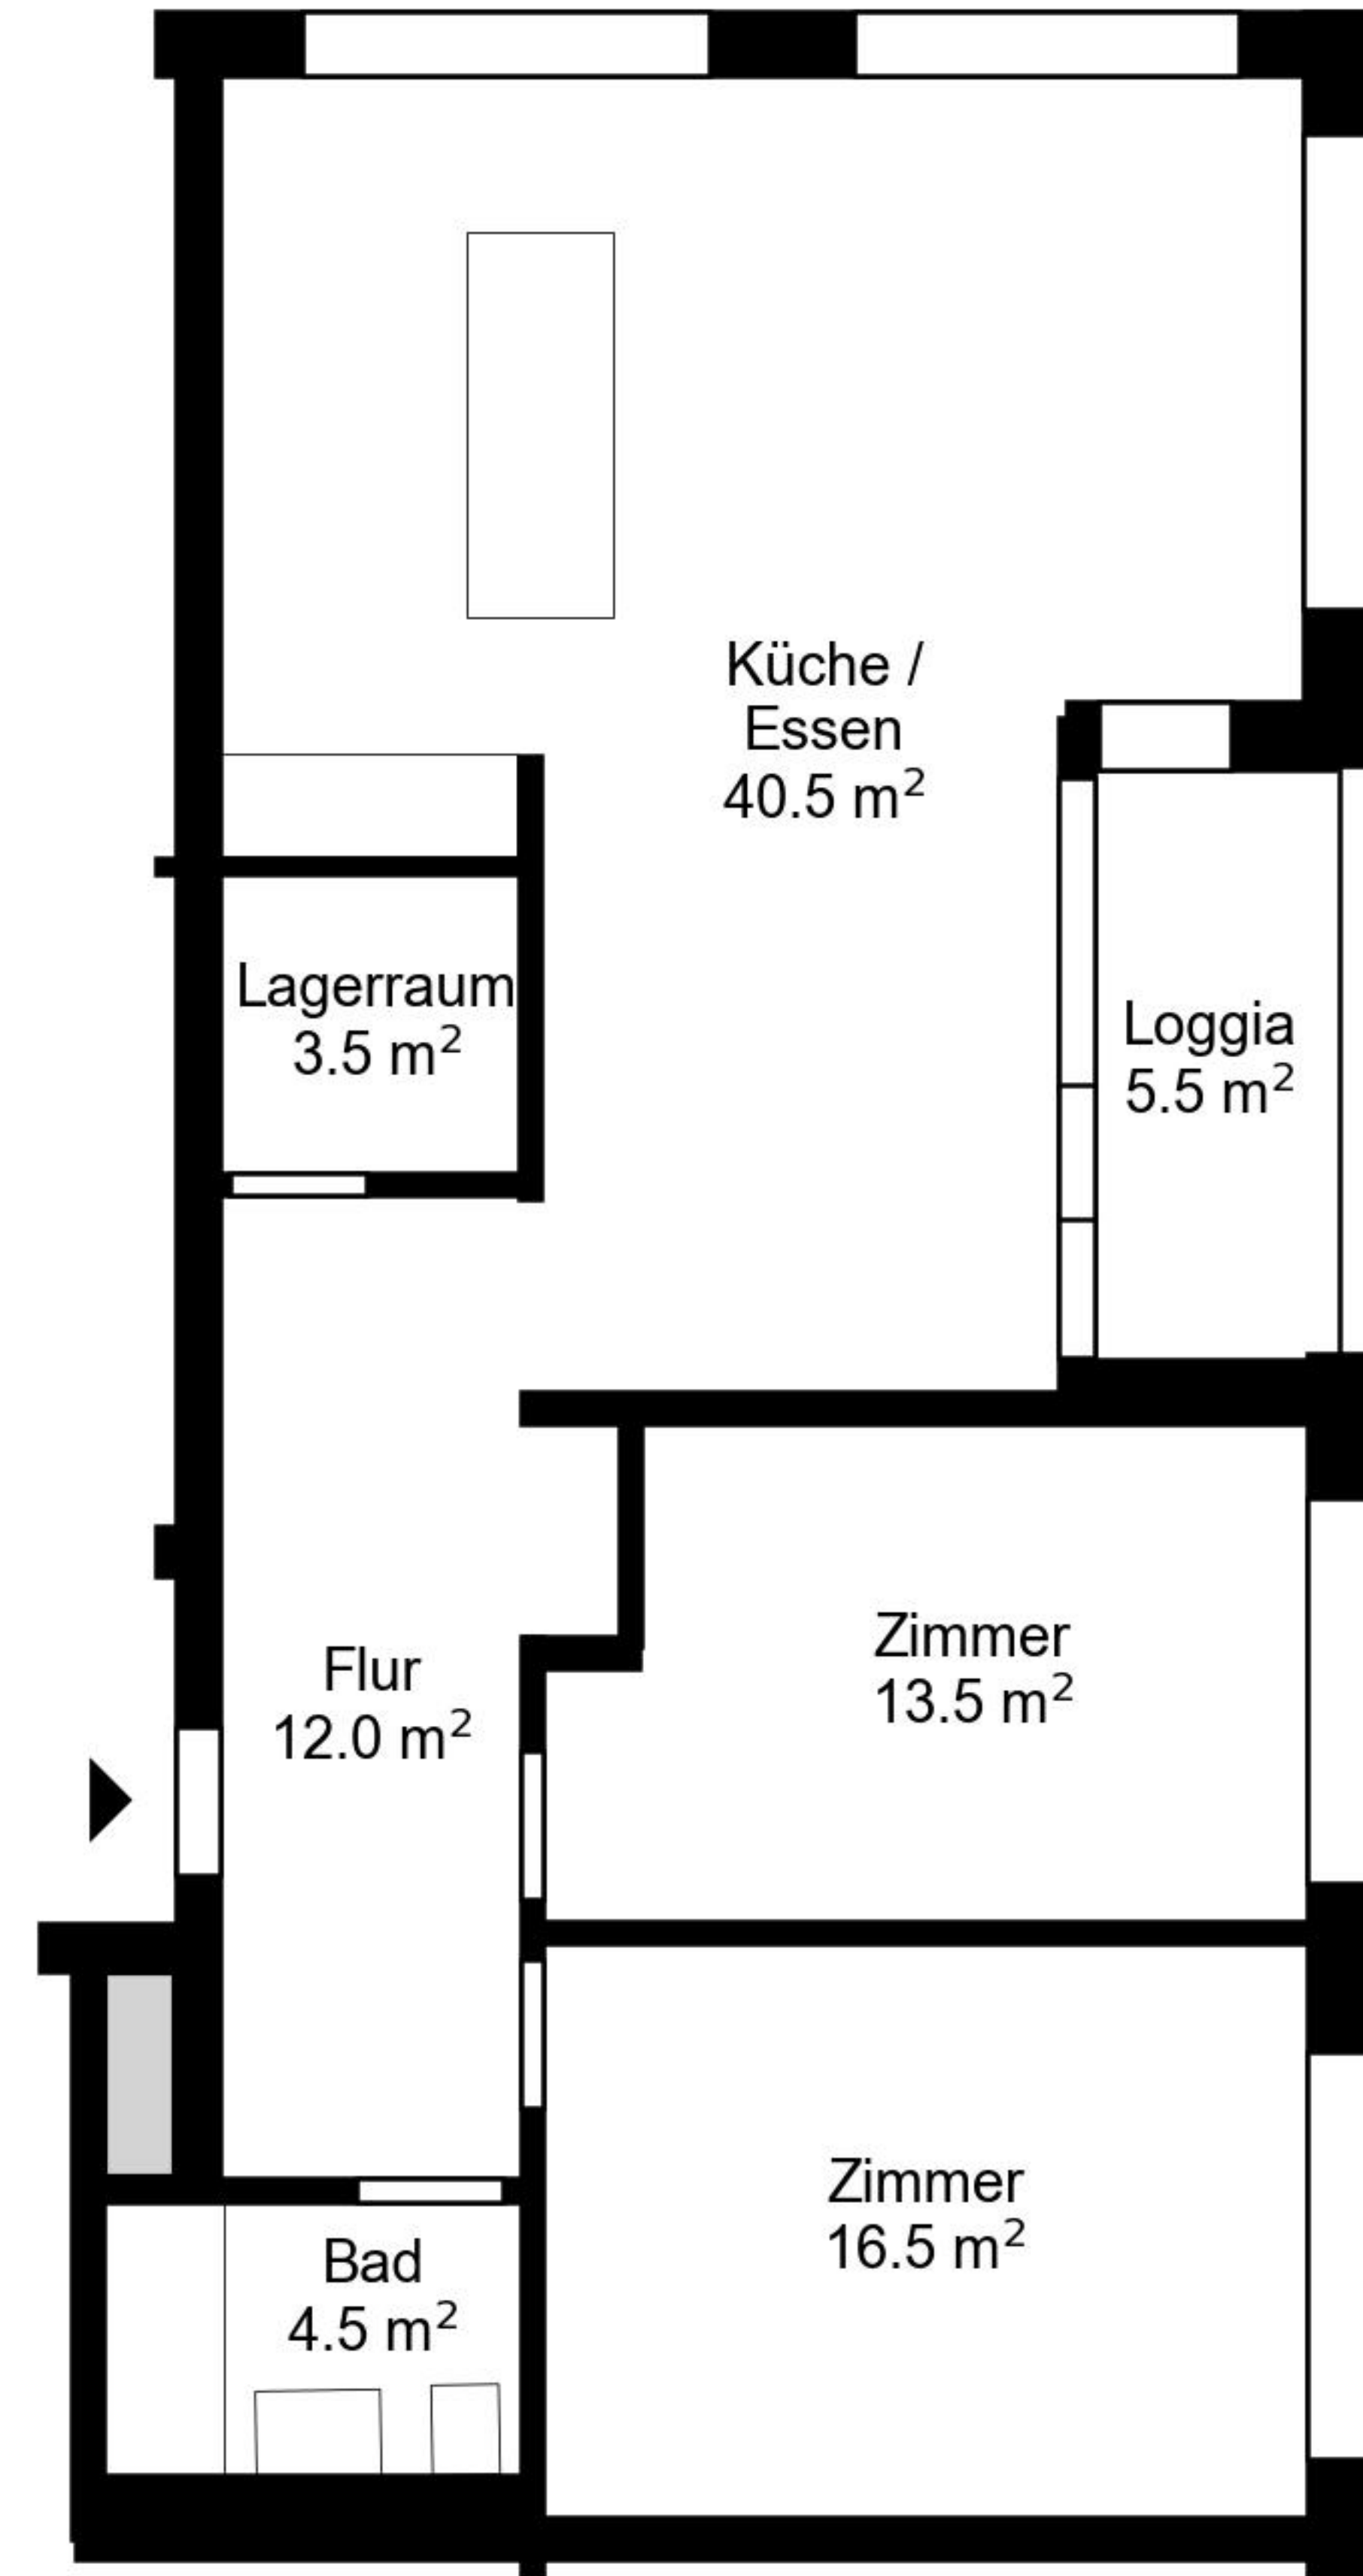 Küche /
Essen
40.5 m²
Lagerraum
3.5 m²
Loggia
5.5 m²
Zimmer
13.5 m²
Flur
12.0 m²
Zimmer
16.5 m²
Bad
4.5 m²